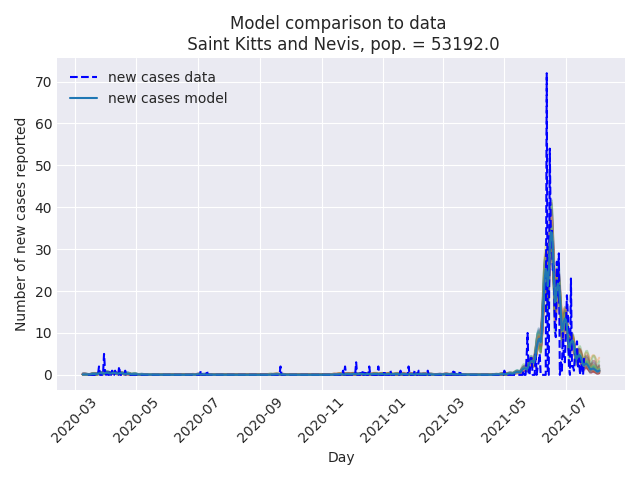 Model comparison to data
Saint Kitts and Nevis, pop. = 53192.0
new cases data
new cases model
Number of new cases reported
70
60
50
40
30
20
10
0
2020-03
2020-05
2020-07
2020-09
2020-11
2021-01
2021-03
2021-05
2021-07
Day